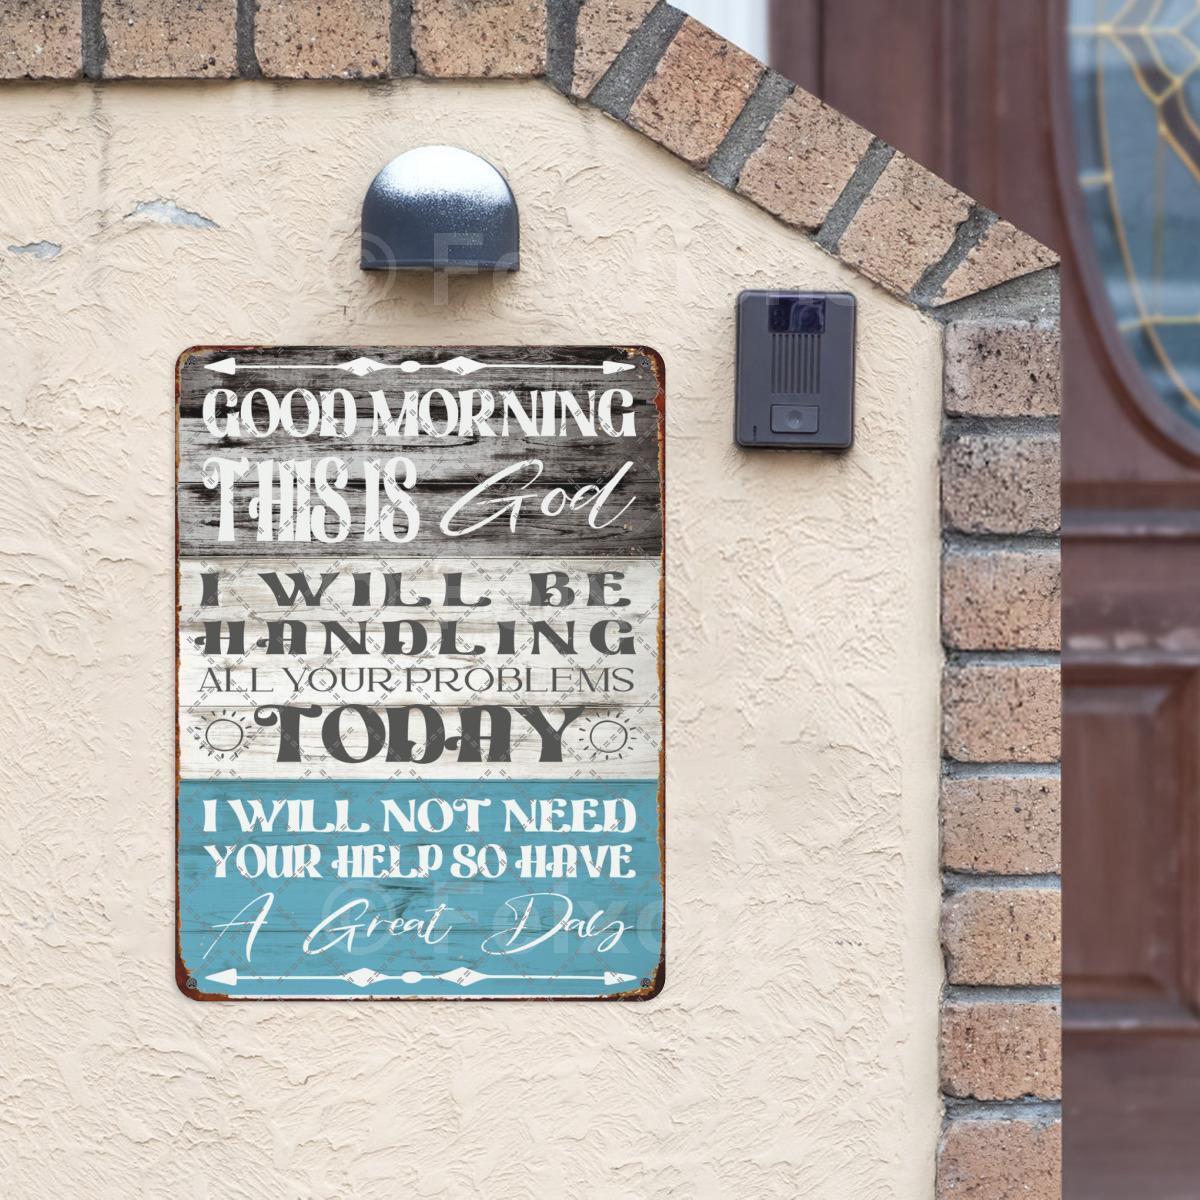 GOOD MORNING
THIS IS God
I WILL BE
HANDLING
ALL YOUR PROBLEMS
TODAY
I WILL NOT NEED
YOUR HELP SO HAVE
A Great Day